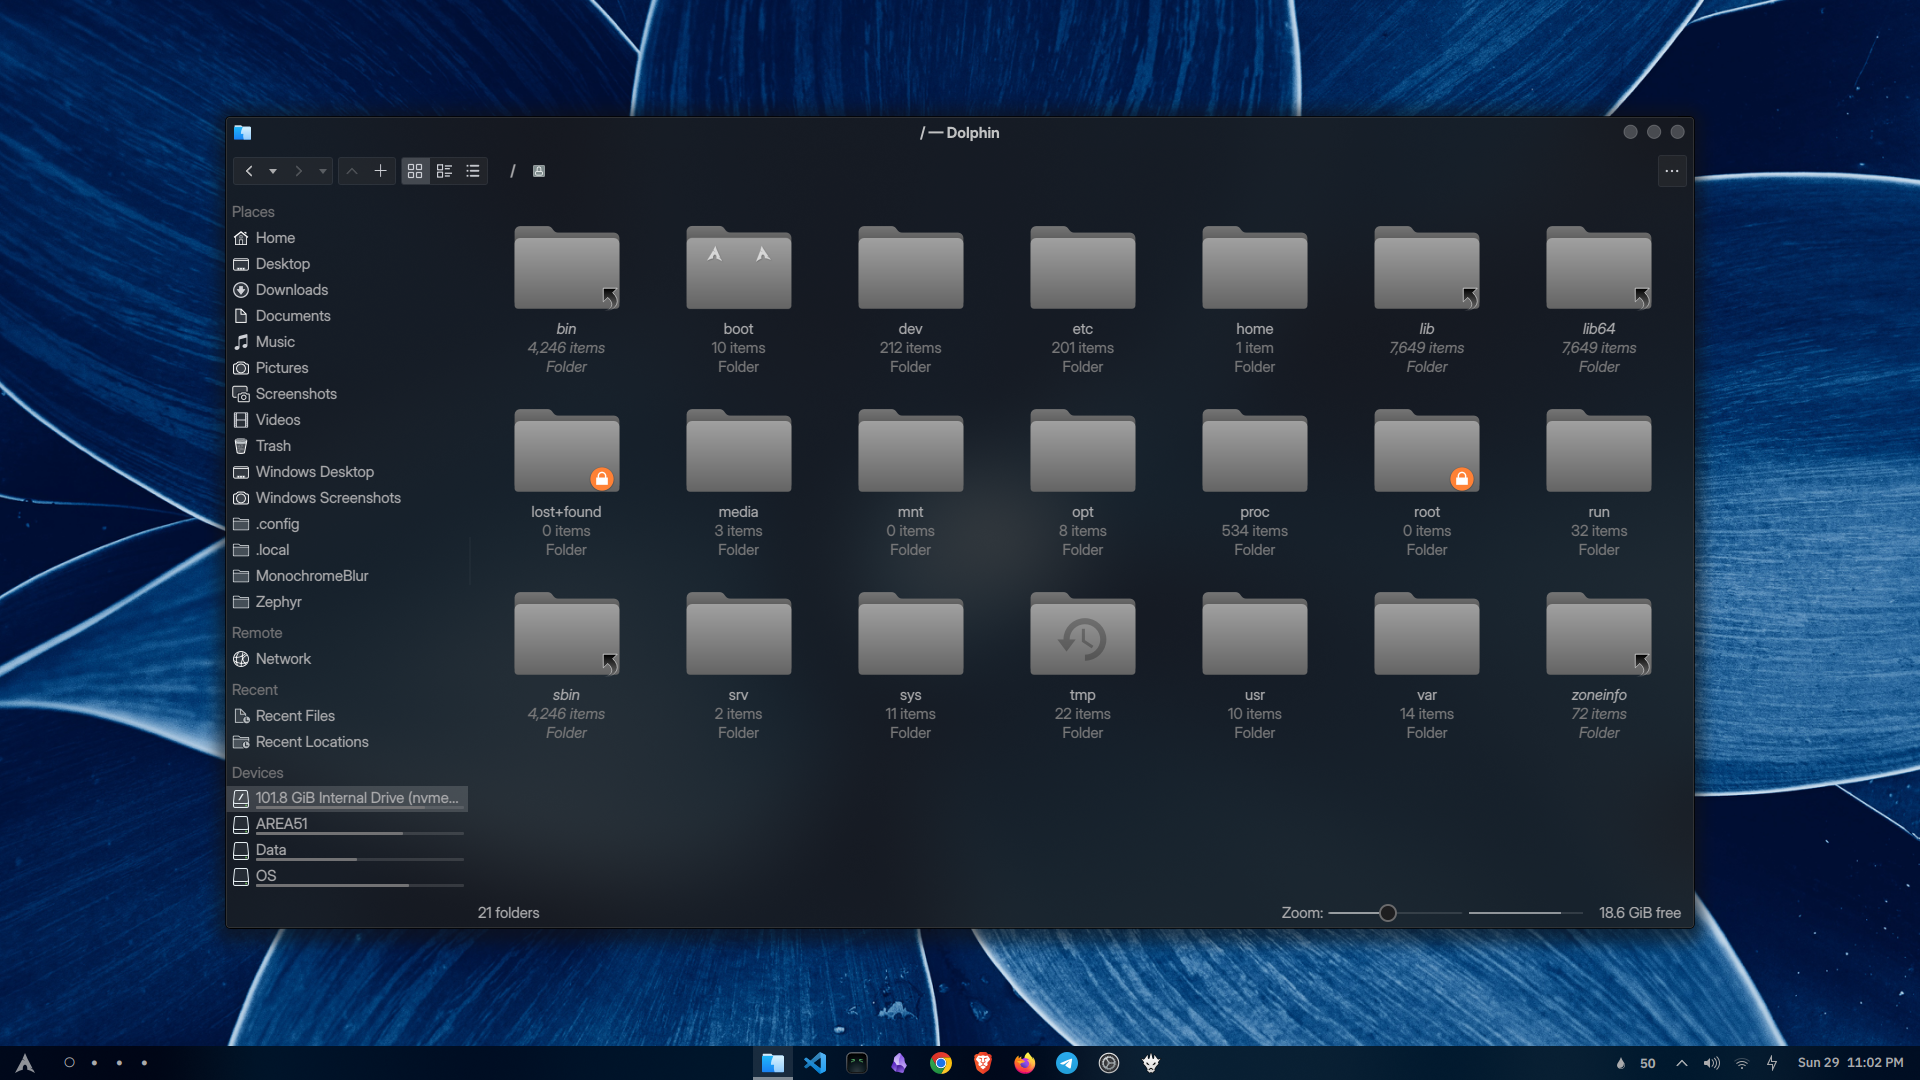 / — Dolphin
/
Places
Home
Desktop
Downloads
Documents
Music
Pictures
Screenshots
Videos
Trash
Windows Desktop
Windows Screenshots
.config
.local
MonochromeBlur
Zephyr
Remote
Network
Recent
Recent Files
Recent Locations
Devices
101.8 GiB Internal Drive (nvme...
AREA51
Data
OS
bin
4,246 items
Folder
boot
10 items
Folder
dev
212 items
Folder
etc
201 items
Folder
home
1 item
Folder
lib
7,649 items
Folder
lib64
7,649 items
Folder
lost+found
0 items
Folder
media
3 items
Folder
mnt
0 items
Folder
opt
8 items
Folder
proc
534 items
Folder
root
0 items
Folder
run
32 items
Folder
sbin
4,246 items
Folder
srv
2 items
Folder
sys
11 items
Folder
tmp
22 items
Folder
usr
10 items
Folder
var
14 items
Folder
zoneinfo
72 items
Folder
21 folders
Zoom:
18.6 GiB free
50
Sun 29 11:02 PM